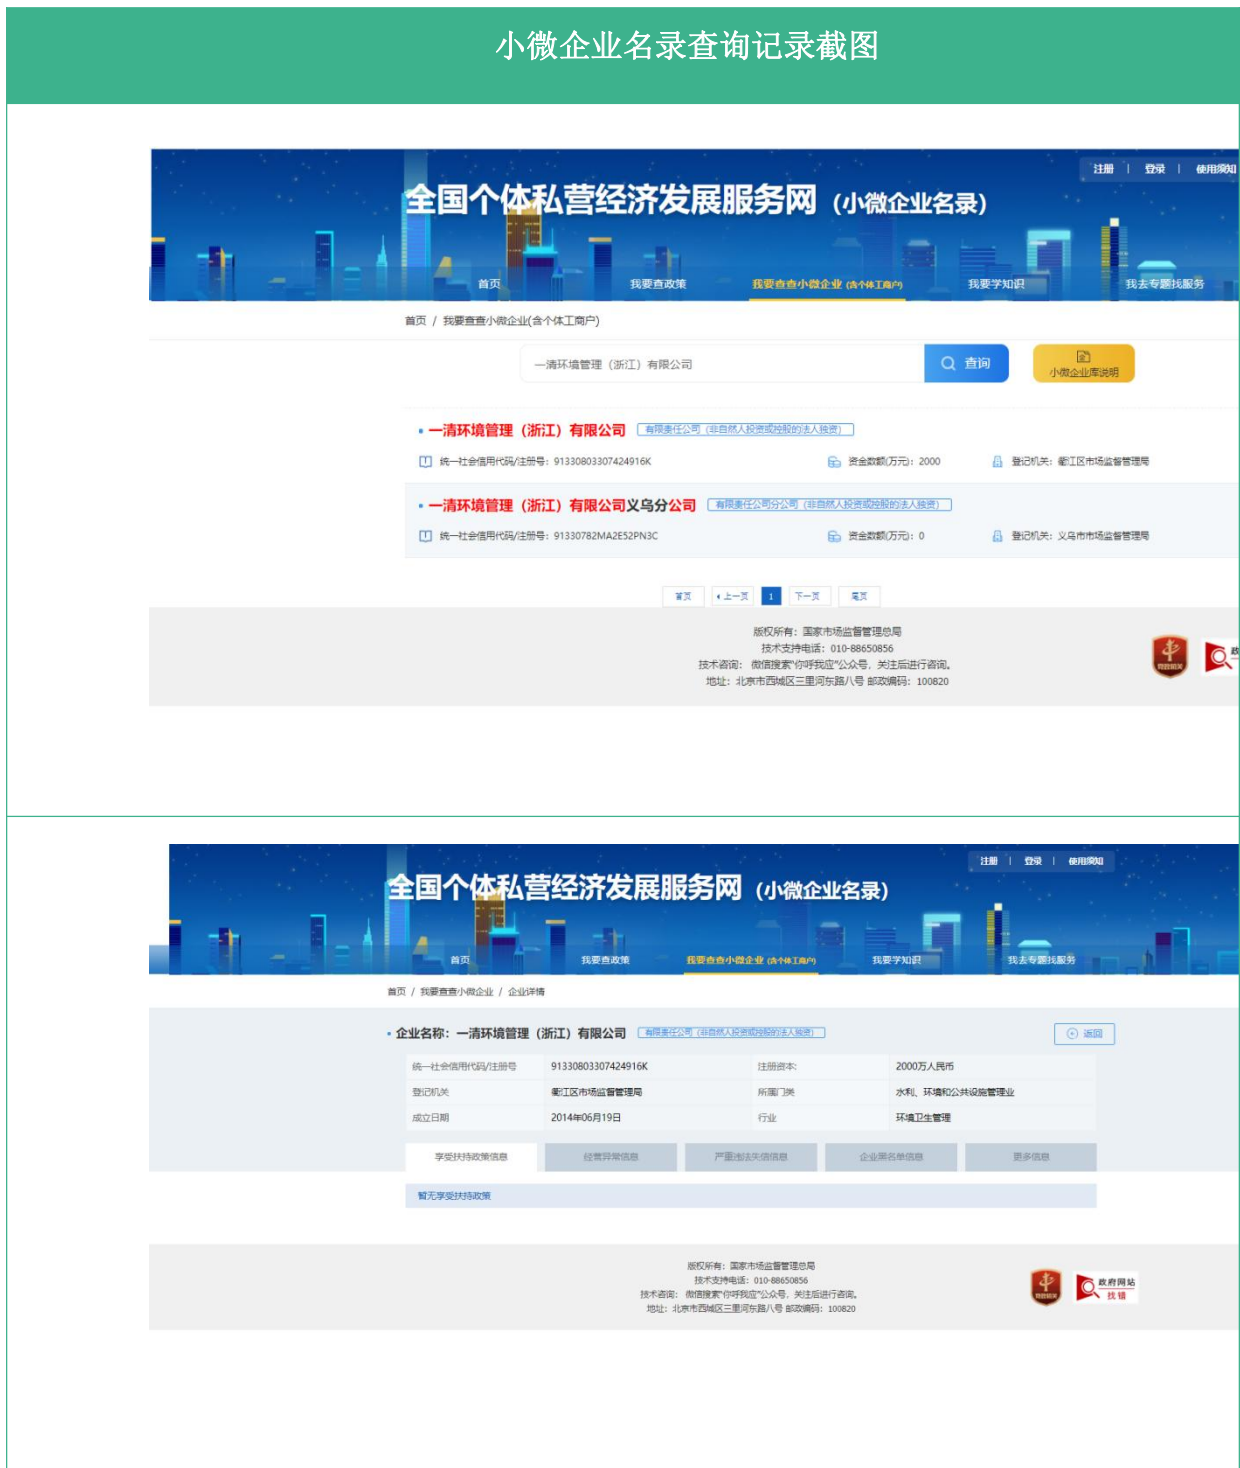 小微企业名录查询记录截图
注册 | 登录 | 使用须知
全国个体私营经济发展服务网 (小微企业名录)
首页 我要查政策 我要查查小微企业 (含个体工商户) 我要学知识 我去专题找服务
首页 / 我要查查小微企业(含个体工商户)
一清环境管理（浙江）有限公司 查询 小微企业库说明
一清环境管理（浙江）有限公司 有限责任公司（非自然人投资或控股的法人独资）
统一社会信用代码/注册号：91330803307424916K 资金数额(万元)：2000 登记机关：衢江区市场监督管理局
一清环境管理（浙江）有限公司义乌分公司 有限责任公司分公司（非自然人投资或控股的法人独资）
统一社会信用代码/注册号：91330782MA2E52PN3C 资金数额(万元)：0 登记机关：义乌市市场监督管理局
首页 上一页 1 下一页 尾页
版权所有：国家市场监督管理总局
技术支持电话：010-88650856
技术咨询： 微信搜索“你呼我应”公众号，关注后进行咨询。
地址：北京市西城区三里河东路八号 邮政编码：100820
党政机关 政
注册 | 登录 | 使用须知
全国个体私营经济发展服务网 (小微企业名录)
首页 我要查政策 我要查查小微企业 (含个体工商户) 我要学知识 我去专题找服务
首页 / 我要查查小微企业 / 企业详情
企业名称：一清环境管理（浙江）有限公司 有限责任公司（非自然人投资或控股的法人独资） 返回
统一社会信用代码/注册号 91330803307424916K 注册资本: 2000万人民币
登记机关 衢江区市场监督管理局 所属门类 水利、环境和公共设施管理业
成立日期 2014年06月19日 行业 环境卫生管理
享受扶持政策信息 经营异常信息 严重违法失信信息 企业黑名单信息 更多信息
暂无享受扶持政策
版权所有：国家市场监督管理总局
技术支持电话：010-88650856
技术咨询： 微信搜索“你呼我应”公众号，关注后进行咨询。
地址：北京市西城区三里河东路八号 邮政编码：100820
党政机关 政府网站
找错